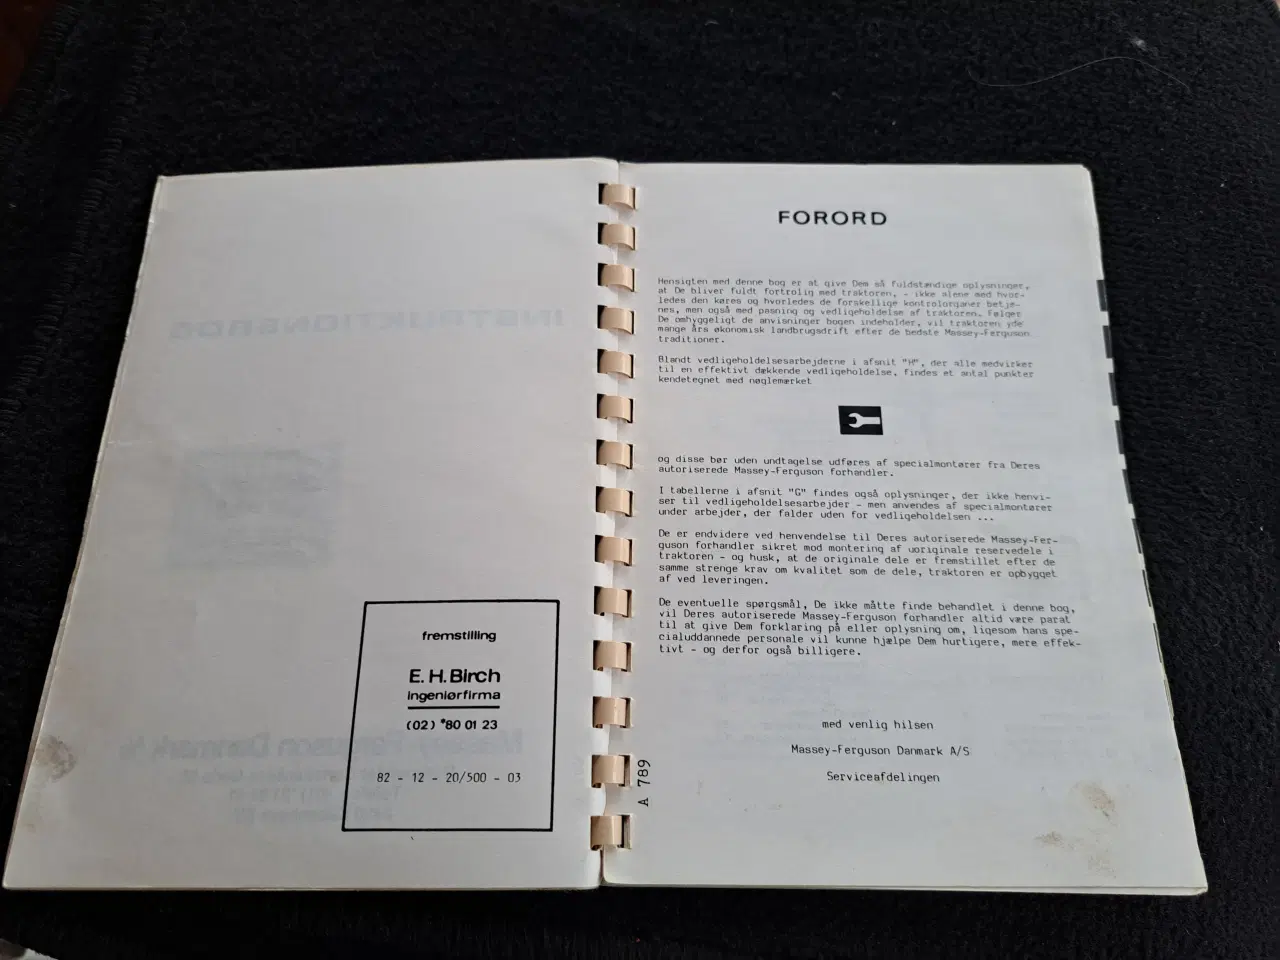 fremstilling
E. H. Birch
Ingeniørfirma
(02) *80 01 23
82 - 12 - 20/500 - 03
FORORD
Hensigten med denne bog er at give Dem så fuldstændige oplysninger,
at De bliver fuldt fortrolig med traktoren, - ikke alene med hvor-
ledes den køres og hvorledes de forskellige kontrolorganer betje-
nes, men også med pasning og vedligeholdelse af traktoren. Følger
De omhyggeligt de anvisninger bogen indeholder, vil traktoren yde
mange års økonomisk landbrugsdrift efter de bedste Massey-Ferguson
traditioner.
Blandt vedligeholdelsesarbejderne i afsnit "H", der alle medvirker
til en effektivt dækkende vedligeholdelse, findes et antal punkter
kendetegnet med nøglemærket
og disse bør uden undtagelse udføres af specialmontører fra Deres
autoriserede Massey-Ferguson forhandler.
I tabellerne i afsnit "G" findes også oplysninger, der ikke henvi-
ser til vedligeholdelsesarbejder - men anvendes af specialmontører
under arbejder, der falder uden for vedligeholdelsen ...
De er endvidere ved henvendelse til Deres autoriserede Massey-Fer-
guson forhandler sikret mod montering af uoriginale reservedele i
traktoren - og husk, at de originale dele er fremstillet efter de
samme strenge krav om kvalitet som de dele, traktoren er opbygget
af ved leveringen.
De eventuelle spørgsmål, De ikke måtte finde behandlet i denne bog,
vil Deres autoriserede Massey-Ferguson forhandler altid være parat
til at give Dem forklaring på eller oplysning om, ligesom hans spe-
cialuddannede personale vil kunne hjælpe Dem hurtigere, mere effek-
tivt - og derfor også billigere.
med venlig hilsen
Massey-Ferguson Danmark A/S
Serviceafdelingen
A 789